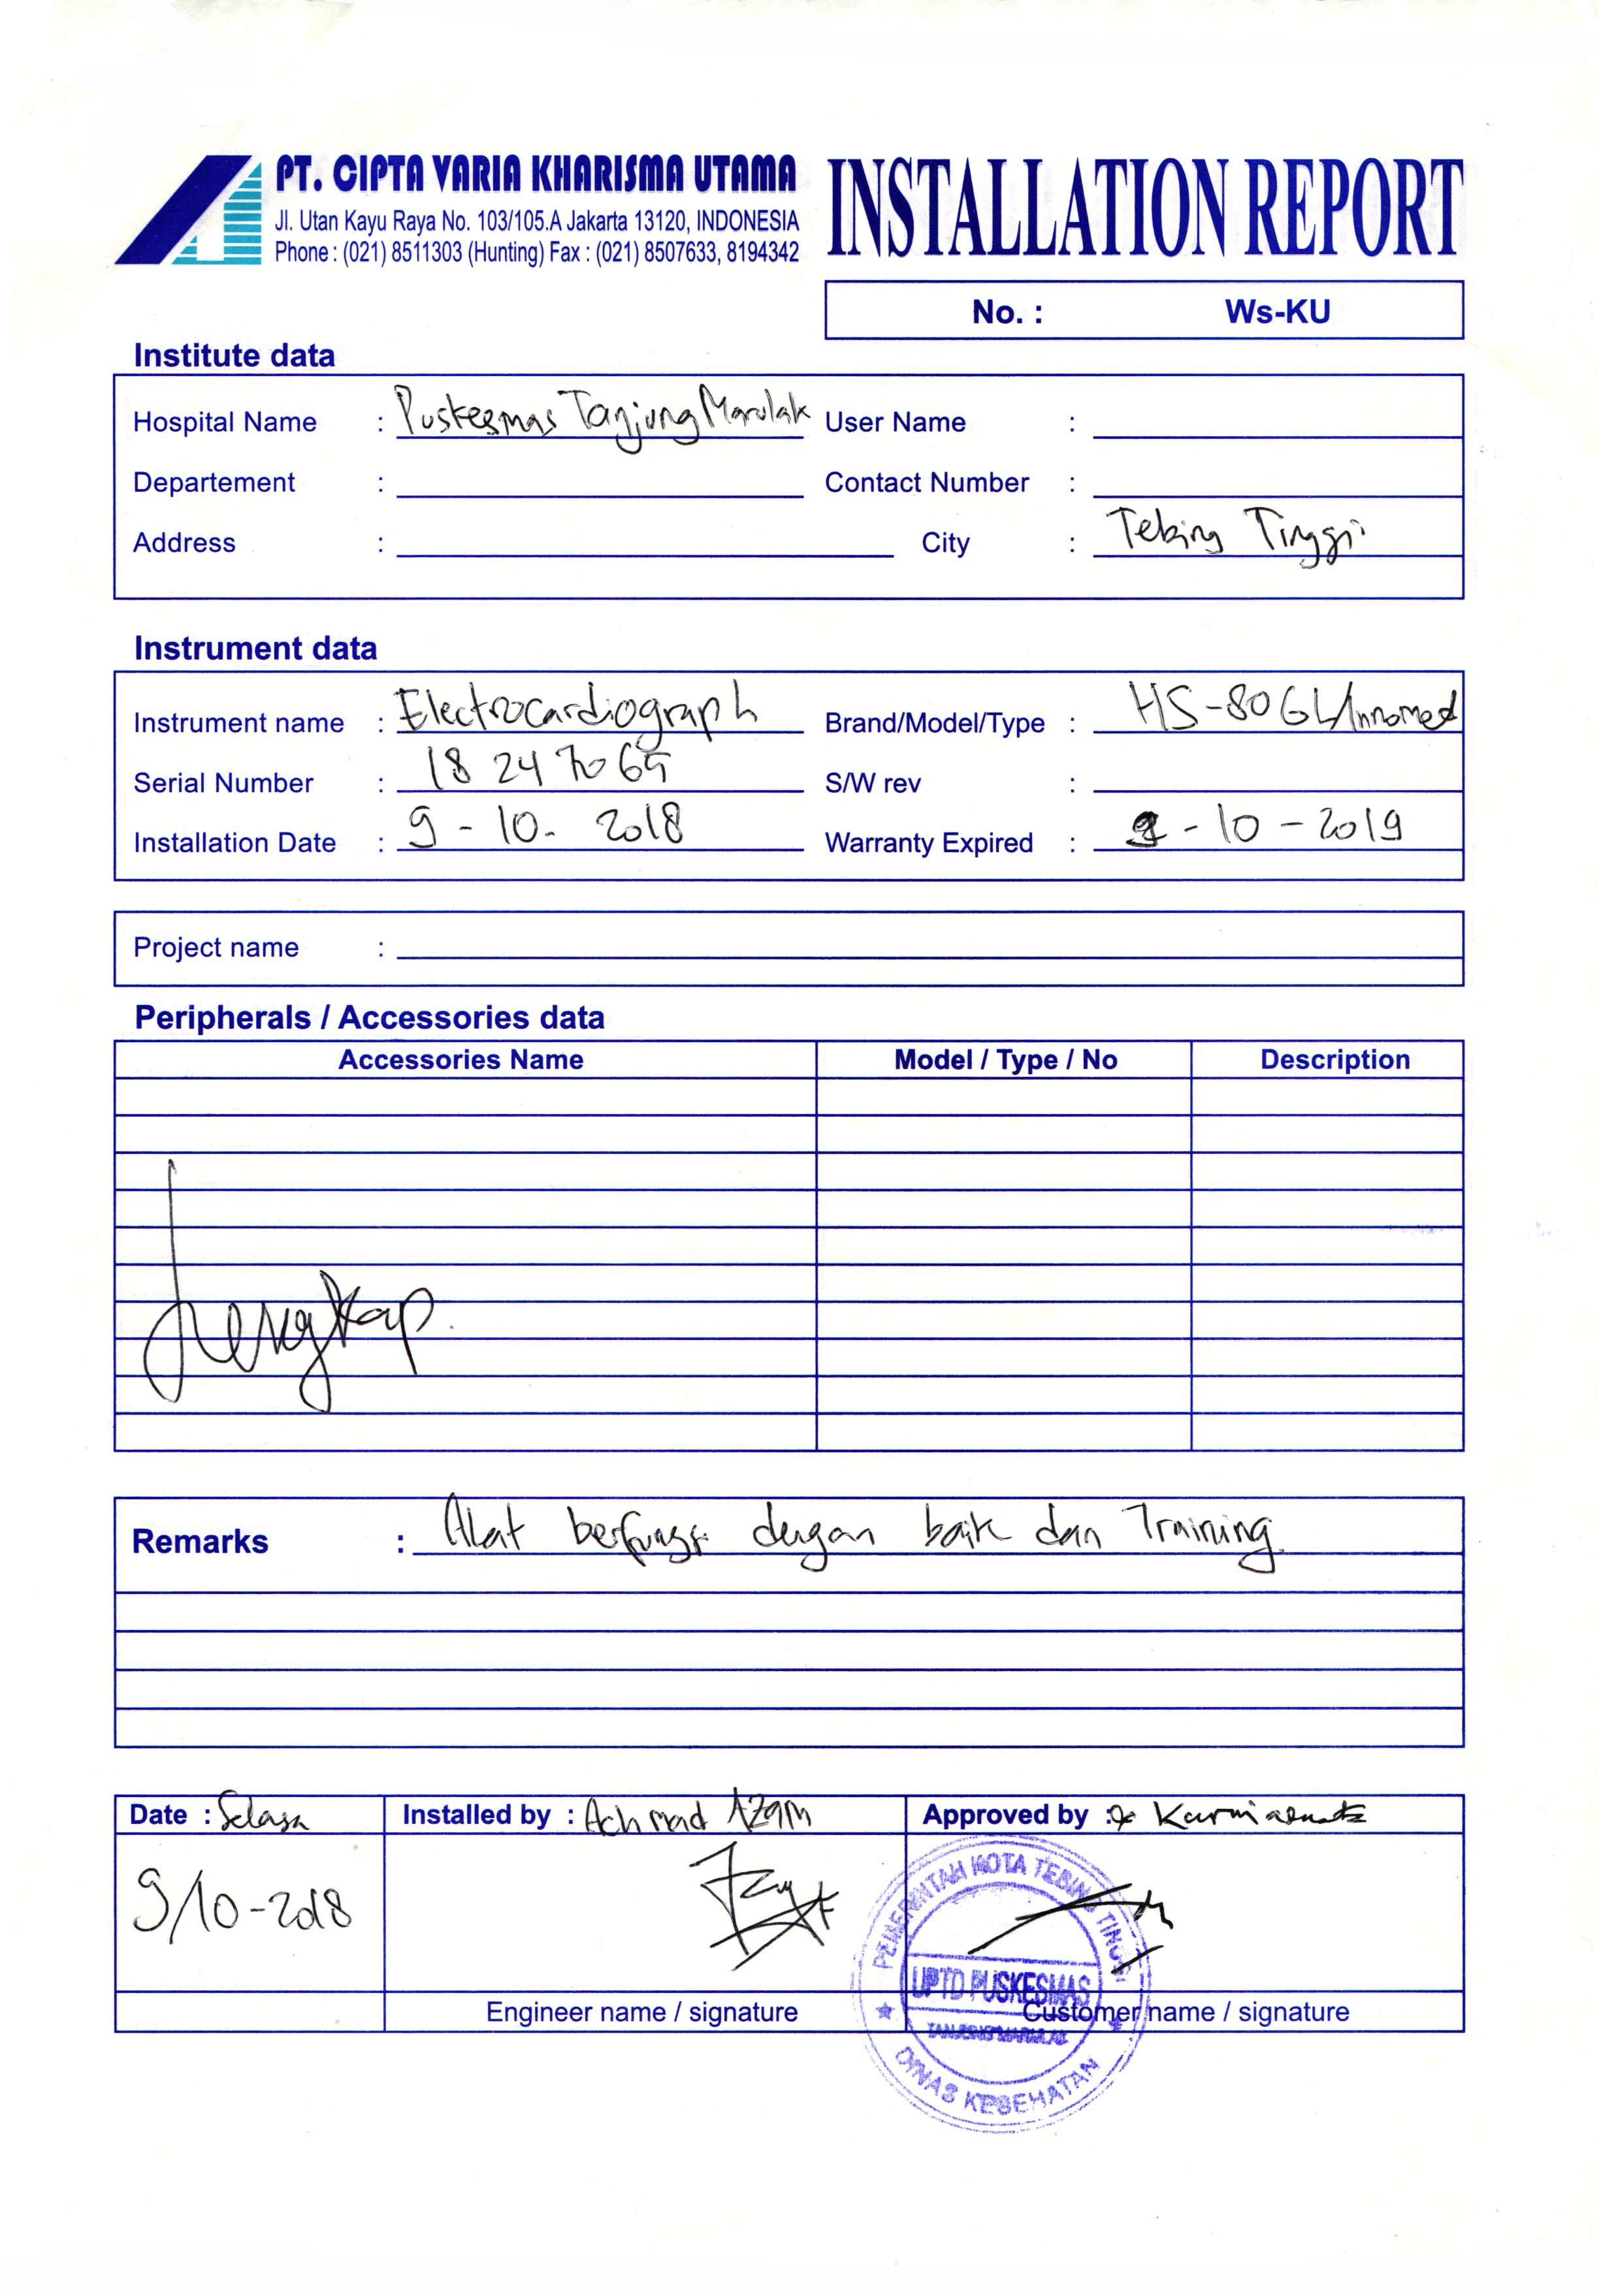 PT. CIPTA VARIA KHARISMA UTAMA
Jl. Utan Kayu Raya No. 103/105.A Jakarta 13120, INDONESIA
Phone : (021) 8511303 (Hunting) Fax : (021) 8507633, 8194342
INSTALLATION REPORT
No. : Ws-KU
Institute data
Hospital Name : Puskesmas Tanjung Marulak User Name :
Departement : Contact Number :
Address : City : Tebing Tinggi
Instrument data
Instrument name : Electrocardiograph Brand/Model/Type : HS-80GL/Innomed
Serial Number : 18 247065 S/W rev :
Installation Date : 9 - 10 - 2018 Warranty Expired : 9 - 10 - 2019
Project name :
Peripherals / Accessories data
Accessories Name Model / Type / No Description
Lengkap.
Remarks : Alat berfungsi dengan baik dan Training.
Date : Selasa Installed by : Achmad Azam Approved by :
9/10-2018
Engineer name / signature Customer name / signature
PEMERINTAH KOTA TEBING TINGGI
UPTD PUSKESMAS
TANJUNG MARULAK
DINAS KESEHATAN